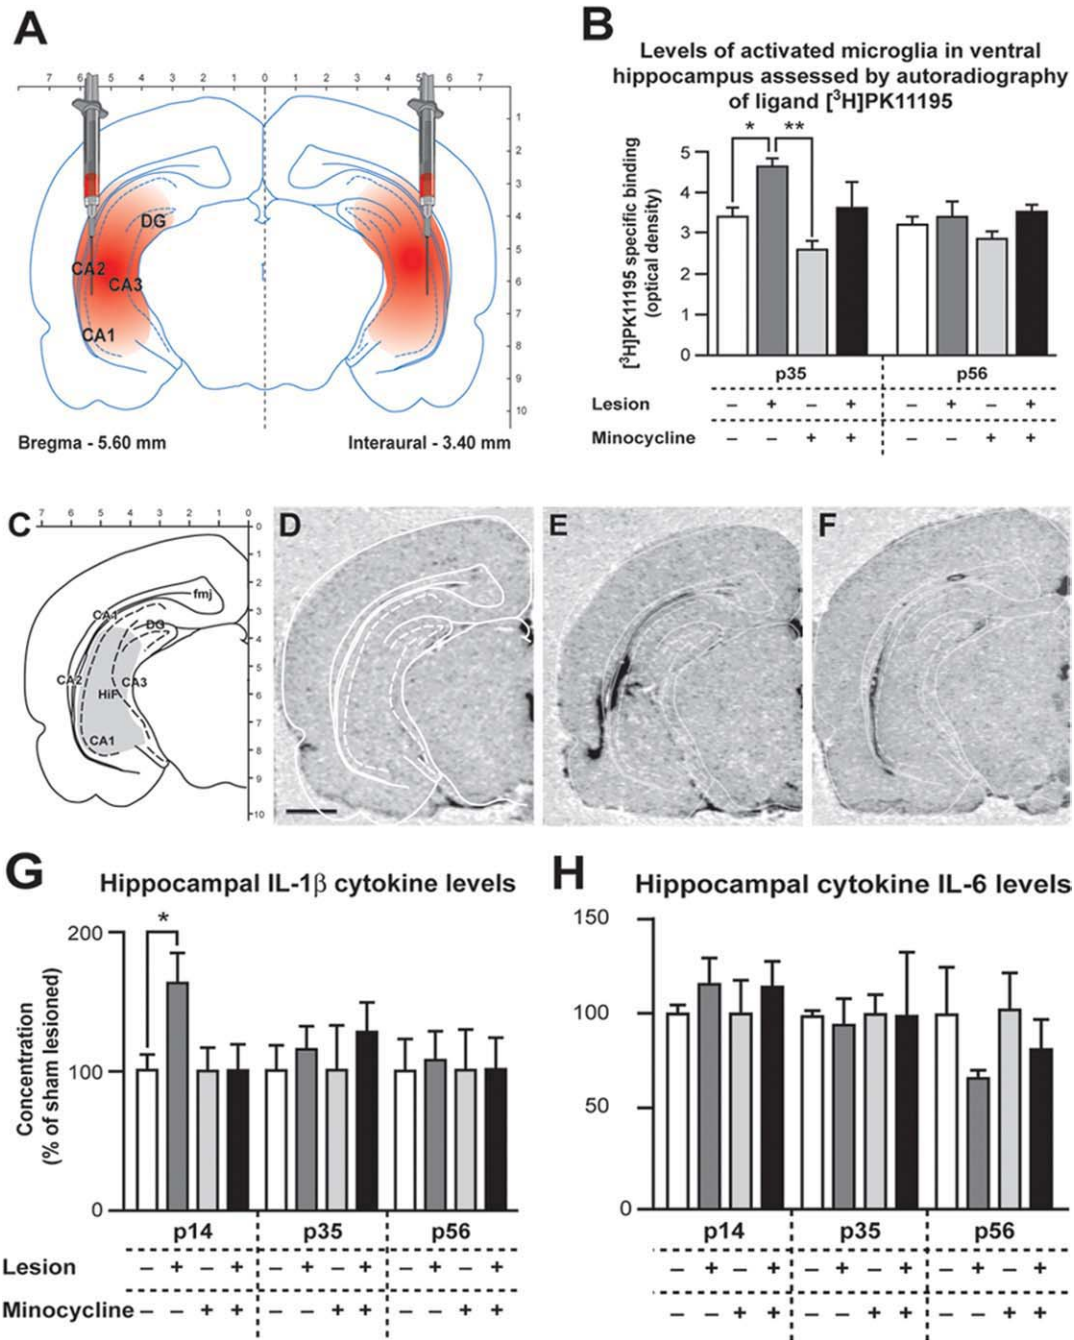 A
7 6 5 4 3 2 1 0 1 2 3 4 5 6 7
1
2
3
4
5
6
7
8
9
10
DG
CA2
CA3
CA1
Bregma - 5.60 mm
Interaural - 3.40 mm
B
Levels of activated microglia in ventral
hippocampus assessed by autoradiography
of ligand [³H]PK11195
[³H]PK11195 specific binding
(optical density)
5
4
3
2
1
0
* **
p35 p56
Lesion – + – + – + – +
Minocycline – – + + – – + +
C
7 6 5 4 3 2 1 0
0
1
2
3
4
5
6
7
8
9
10
fmj
CA1
DG
CA2
CA3
HiF
CA1
D
E
F
G
Hippocampal IL-1β cytokine levels
Concentration
(% of sham lesioned)
200
100
0
*
p14 p35 p56
Lesion – + – + – + – + – + – +
Minocycline – – + + – – + + – – + +
H
Hippocampal cytokine IL-6 levels
150
100
50
0
p14 p35 p56
– + – + – + – + – + – +
– – + + – – + + – – + +